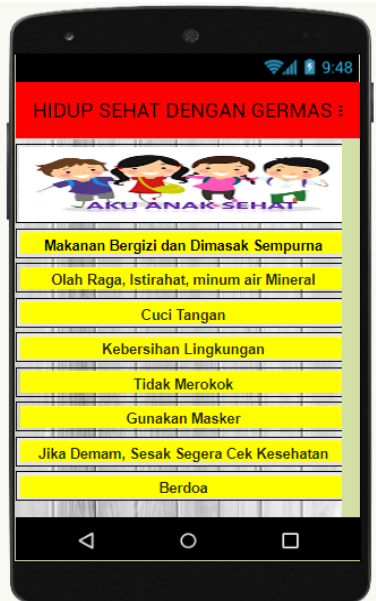 9:48
HIDUP SEHAT DENGAN GERMAS
AKU ANAK SEHAT
Makanan Bergizi dan Dimasak Sempurna
Olah Raga, Istirahat, minum air Mineral
Cuci Tangan
Kebersihan Lingkungan
Tidak Merokok
Gunakan Masker
Jika Demam, Sesak Segera Cek Kesehatan
Berdoa